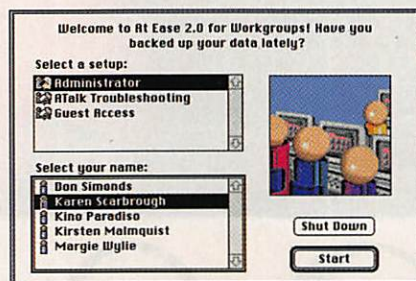 Welcome to At Ease 2.0 for Workgroups! Have you
backed up your data lately?
Select a setup:
Administrator
ATalk Troubleshooting
Guest Access
Select your name:
Don Simonds
Karen Scarbrough
Kino Paradiso
Kirsten Malmquist
Margie Wylie
Shut Down
Start